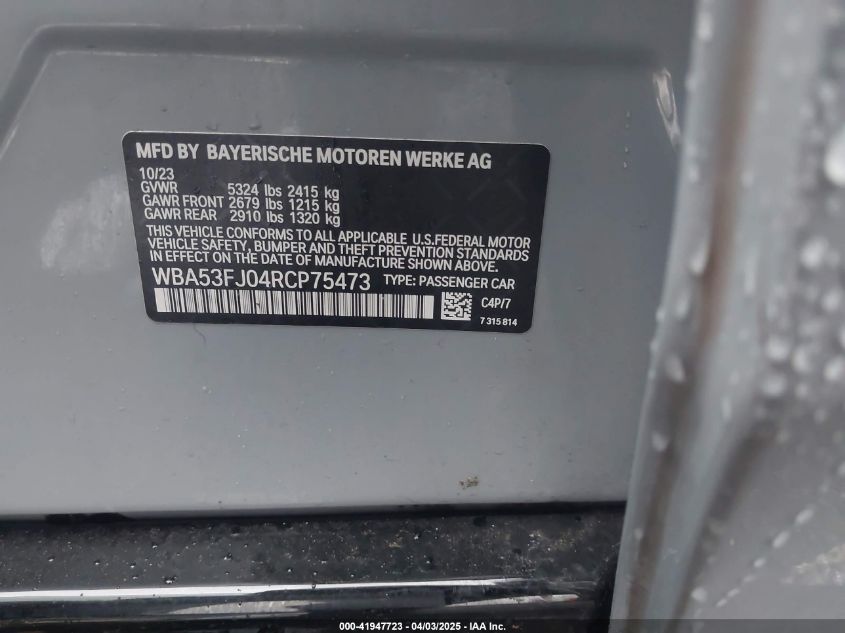 MFD BY BAYERISCHE MOTOREN WERKE AG
10/23
GVWR 5324 lbs 2415 kg
GAWR FRONT 2679 lbs 1215 kg
GAWR REAR 2910 lbs 1320 kg
THIS VEHICLE CONFORMS TO ALL APPLICABLE U.S.FEDERAL MOTOR
VEHICLE SAFETY, BUMPER AND THEFT PREVENTION STANDARDS
IN EFFECT ON THE DATE OF MANUFACTURE SHOWN ABOVE.
WBA53FJ04RCP75473 TYPE: PASSENGER CAR
C4P/7
7 315 814
000-41947723 - 04/03/2025 - IAA Inc.